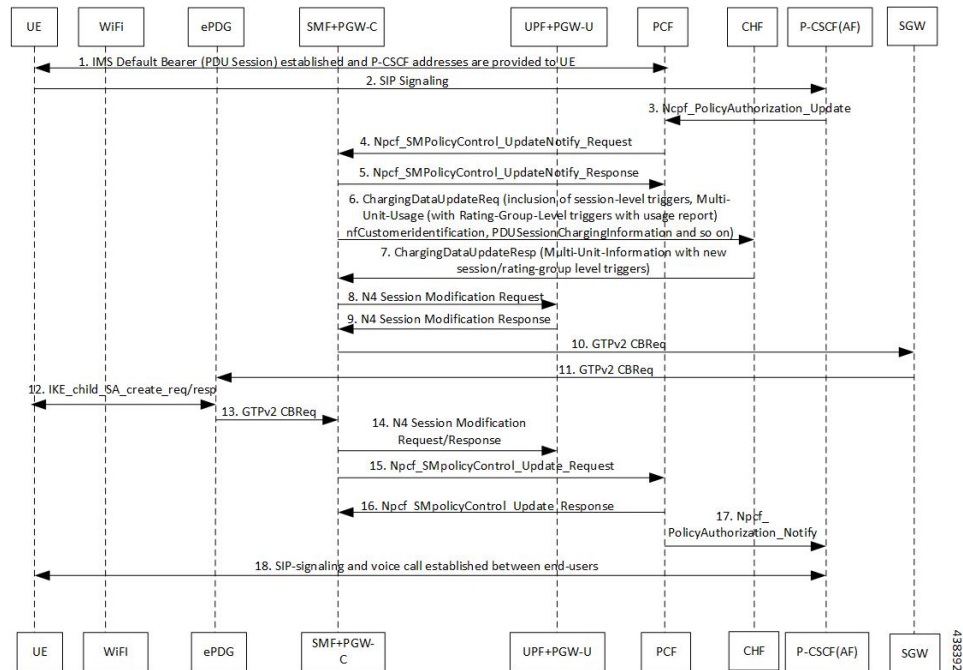 UE
WiFi
ePDG
SMF+PGW-C
UPF+PGW-U
PCF
CHF
P-CSCF(AF)
SGW
1. IMS Default Bearer (PDU Session) established and P-CSCF addresses are provided to UE
2. SIP Signaling
3. Ncpf_PolicyAuthorization_Update
4. Npcf_SMPolicyControl_UpdateNotify_Request
5. Npcf_SMPolicyControl_UpdateNotify_Response
6. ChargingDataUpdateReq (inclusion of session-level triggers, Multi-
Unit-Usage (with Rating-Group-Level triggers with usage report)
nfCustomeridentification, PDUSessionChargingInformation and so on)
7. ChargingDataUpdateResp (Multi-Unit-Information with new
session/rating-group level triggers)
8. N4 Session Modification Request
9. N4 Session Modification Response
10. GTPv2 CBReq
11. GTPv2 CBReq
12. IKE_child_SA_create_req/resp
13. GTPv2 CBReq
14. N4 Session Modification
Request/Response
15. Npcf_SMpolicyControl_Update_Request
16. Npcf_SMpolicyControl_Update_Response
17. Npcf_
PolicyAuthorization_Notify
18. SIP-signaling and voice call established between end-users
UE
WiFI
ePDG
SMF+PGW-
C
UPF+PGW-U
PCF
CHF
P-CSCF(AF)
SGW
438392